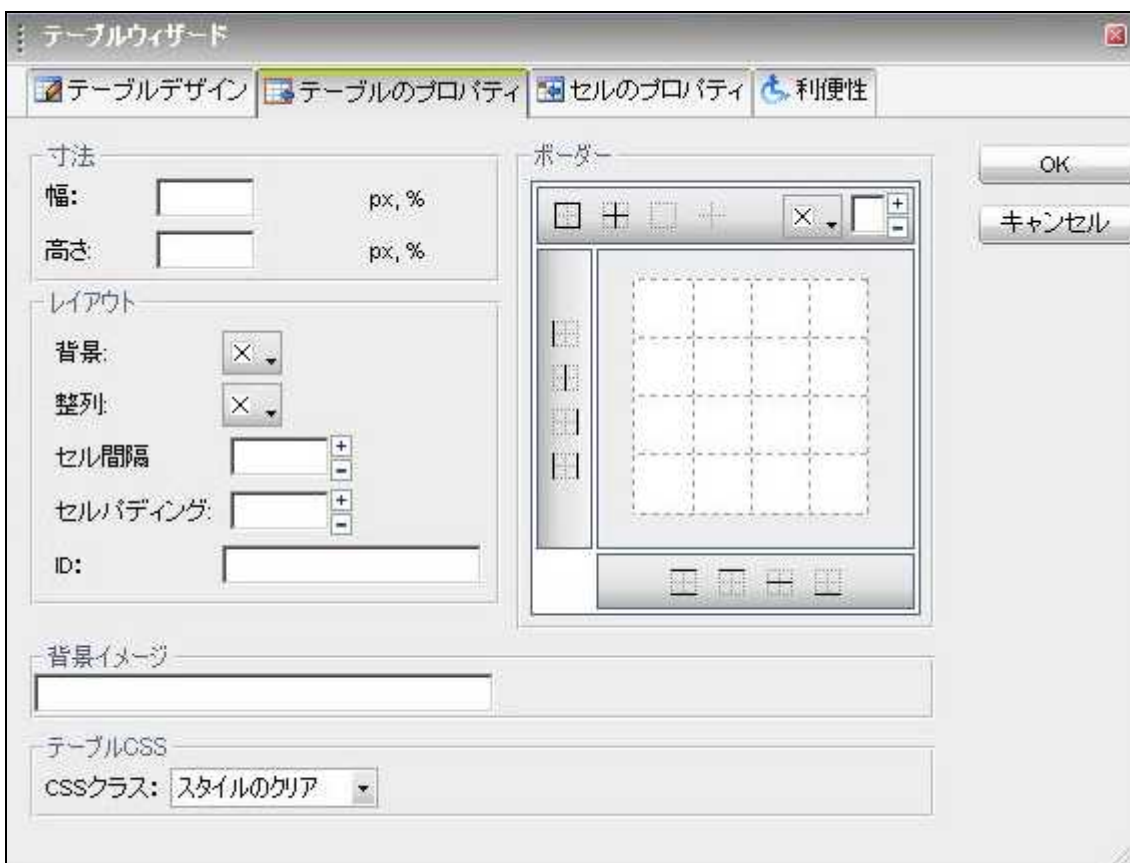 テーブルウィザード
テーブルデザイン テーブルのプロパティ セルのプロパティ 利便性
寸法
幅: px, %
高さ: px, %
レイアウト
背景:
整列:
セル間隔
セルパディング:
ID:
ボーダー
OK
キャンセル
背景イメージ
テーブルCSS
CSSクラス: スタイルのクリア